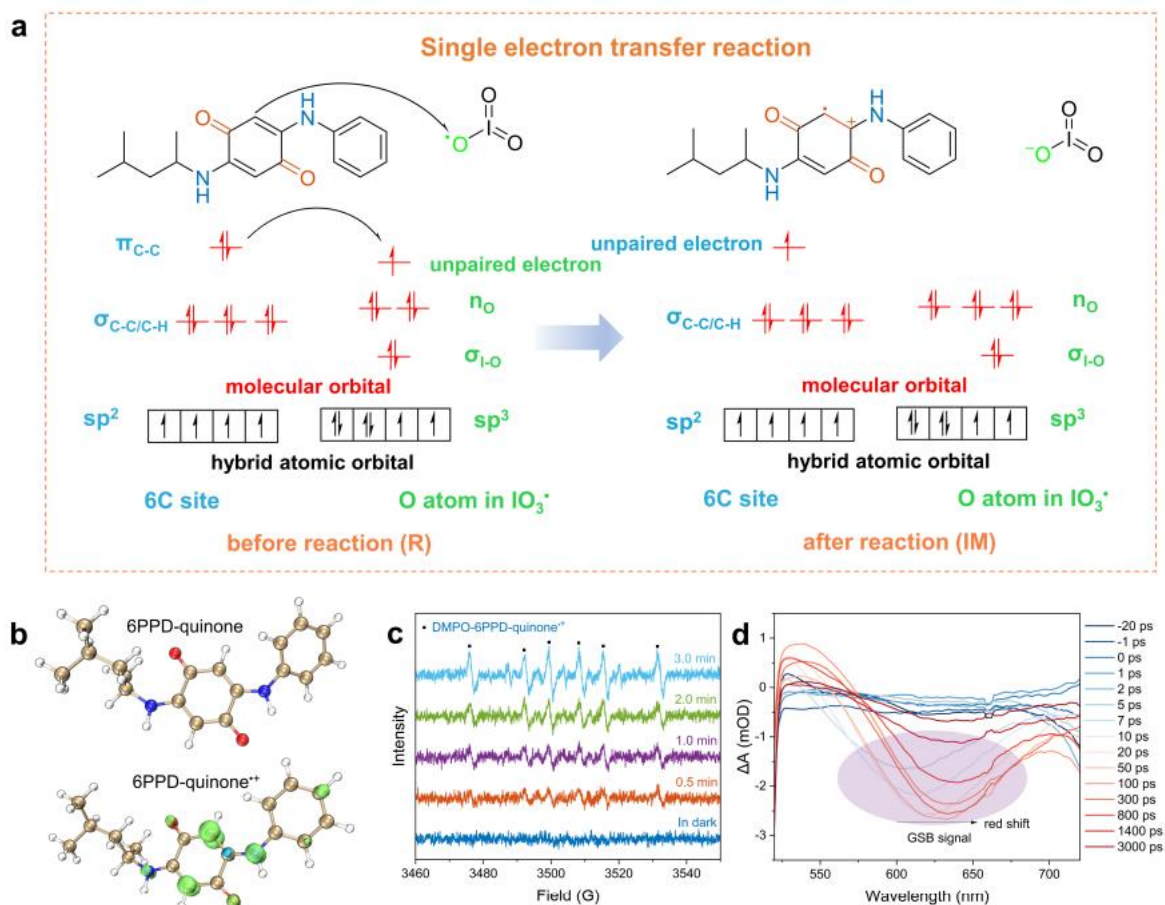 a
Single electron transfer reaction
O
H
N
O
N
H
O
•O
I
O
O
O
H
N
•
+
O
N
H
O
−O
I
O
πC-C
unpaired electron
unpaired electron
σC-C/C-H
nO
σC-C/C-H
nO
σI-O
σI-O
molecular orbital
molecular orbital
sp2
sp3
sp2
sp3
hybrid atomic orbital
hybrid atomic orbital
6C site
O atom in IO3•
6C site
O atom in IO3•
before reaction (R)
after reaction (IM)
b
6PPD-quinone
6PPD-quinone•+
c
DMPO-6PPD-quinone•+
3.0 min
2.0 min
1.0 min
0.5 min
In dark
Intensity
3460 3480 3500 3520 3540
Field (G)
d
1
0
-1
-2
-3
ΔA (mOD)
GSB signal
red shift
550 600 650 700
Wavelength (nm)
-20 ps
-1 ps
0 ps
1 ps
2 ps
5 ps
7 ps
10 ps
20 ps
50 ps
100 ps
300 ps
800 ps
1400 ps
3000 ps